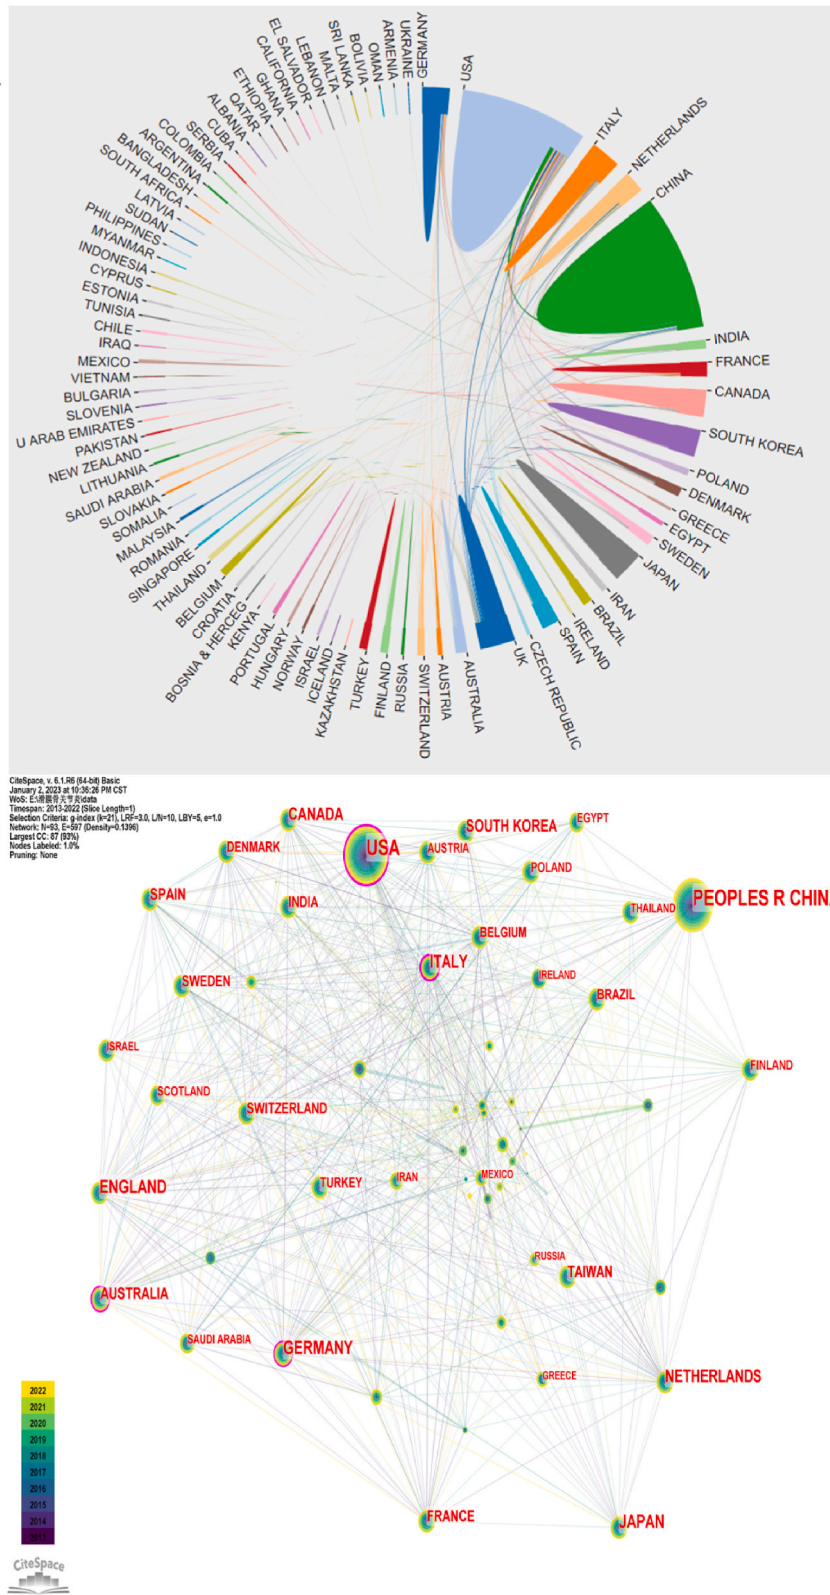 GERMANY
USA
ITALY
NETHERLANDS
CHINA
INDIA
FRANCE
CANADA
SOUTH KOREA
POLAND
DENMARK
GREECE
EGYPT
SWEDEN
JAPAN
IRAN
BRAZIL
IRELAND
SPAIN
CZECH REPUBLIC
UK
AUSTRALIA
AUSTRIA
SWITZERLAND
RUSSIA
FINLAND
TURKEY
KAZAKHSTAN
ICELAND
ISRAEL
NORWAY
HUNGARY
PORTUGAL
KENYA
BOSNIA & HERCEG
CROATIA
BELGIUM
THAILAND
SINGAPORE
ROMANIA
MALAYSIA
SOMALIA
SLOVAKIA
SAUDI ARABIA
LITHUANIA
NEW ZEALAND
PAKISTAN
U ARAB EMIRATES
SLOVENIA
BULGARIA
VIETNAM
MEXICO
IRAQ
CHILE
TUNISIA
ESTONIA
CYPRUS
INDONESIA
MYANMAR
PHILIPPINES
SUDAN
LATVIA
SOUTH AFRICA
BANGLADESH
ARGENTINA
COLOMBIA
SERBIA
CUBA
ALBANIA
QATAR
ETHIOPIA
GHANA
CALIFORNIA
EL SALVADOR
LEBANON
MALTA
SRI LANKA
BOLIVIA
OMAN
ARMENIA
UKRAINE
CiteSpace, v. 6.1.R6 (64-bit) Basic
January 2, 2023 at 10:36:26 PM CST
WoS: E:\滑膜骨关节炎\data
Timespan: 2013-2022 (Slice Length=1)
Selection Criteria: g-index (k=21), LRF=3.0, L/N=10, LBY=5, e=1.0
Network: N=93, E=597 (Density=0.1396)
Largest CC: 87 (93%)
Nodes Labeled: 1.0%
Pruning: None
CANADA
EGYPT
SOUTH KOREA
USA
DENMARK
AUSTRIA
POLAND
SPAIN
INDIA
PEOPLES R CHIN
THAILAND
BELGIUM
ITALY
IRELAND
SWEDEN
BRAZIL
ISRAEL
FINLAND
SCOTLAND
SWITZERLAND
MEXICO
IRAN
TURKEY
ENGLAND
RUSSIA
TAIWAN
AUSTRALIA
SAUDI ARABIA
GERMANY
GREECE
NETHERLANDS
FRANCE
JAPAN
2022
2021
2020
2019
2018
2017
2016
2015
2014
2013
CiteSpace